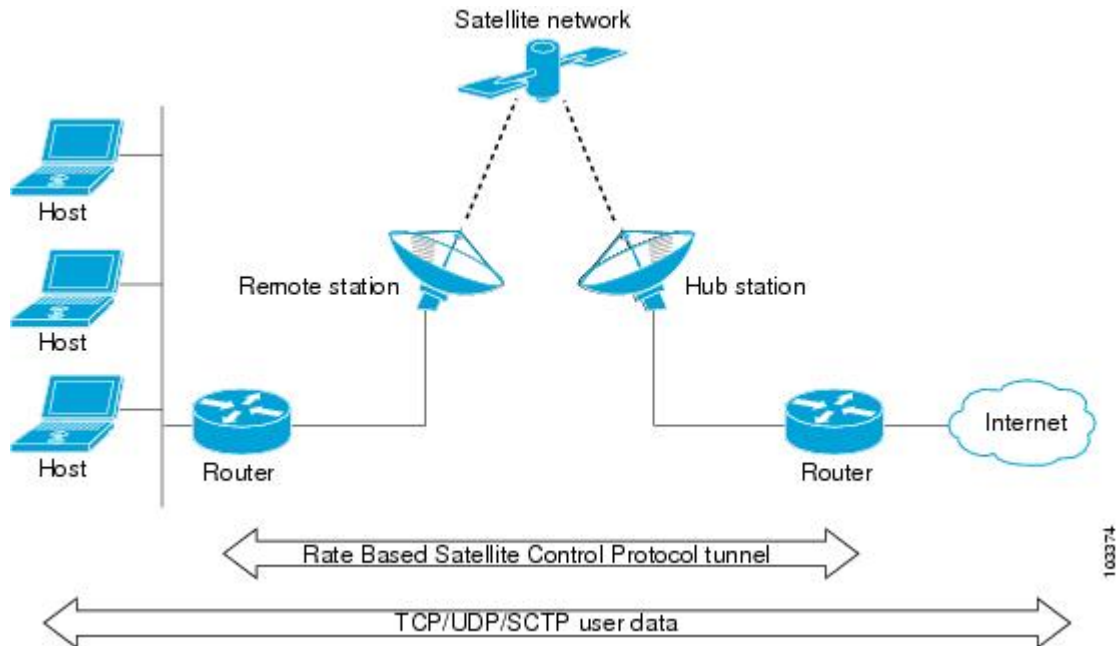 Satellite network
Host
Remote station
Hub station
Host
Host
Router
Router
Internet
Rate Based Satellite Control Protocol tunnel
TCP/UDP/SCTP user data